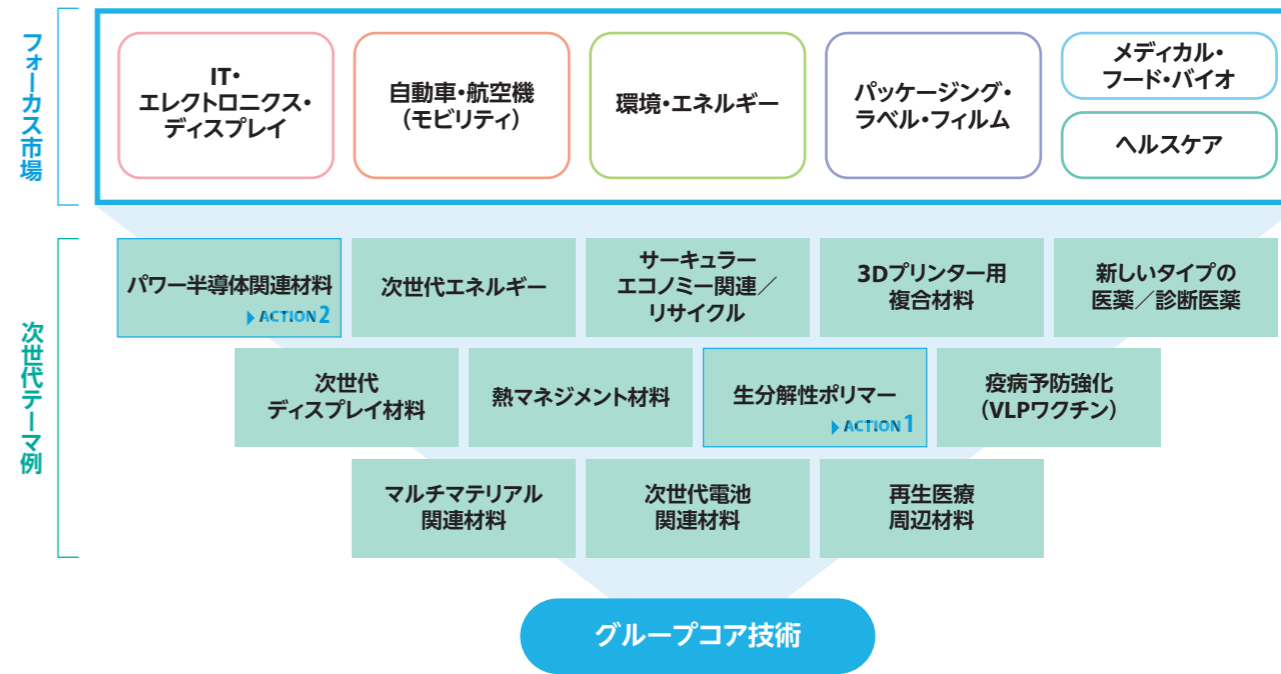 フォーカス市場
IT・
エレクトロニクス・
ディスプレイ
自動車・航空機
（モビリティ）
環境・エネルギー
パッケージング・
ラベル・フィルム
メディカル・
フード・バイオ
ヘルスケア
次世代テーマ例
パワー半導体関連材料
▶ ACTION 2
次世代エネルギー
サーキュラー
エコノミー関連／
リサイクル
3Dプリンター用
複合材料
新しいタイプの
医薬／診断医薬
次世代
ディスプレイ材料
熱マネジメント材料
生分解性ポリマー
▶ ACTION 1
疫病予防強化
（VLPワクチン）
マルチマテリアル
関連材料
次世代電池
関連材料
再生医療
周辺材料
グループコア技術